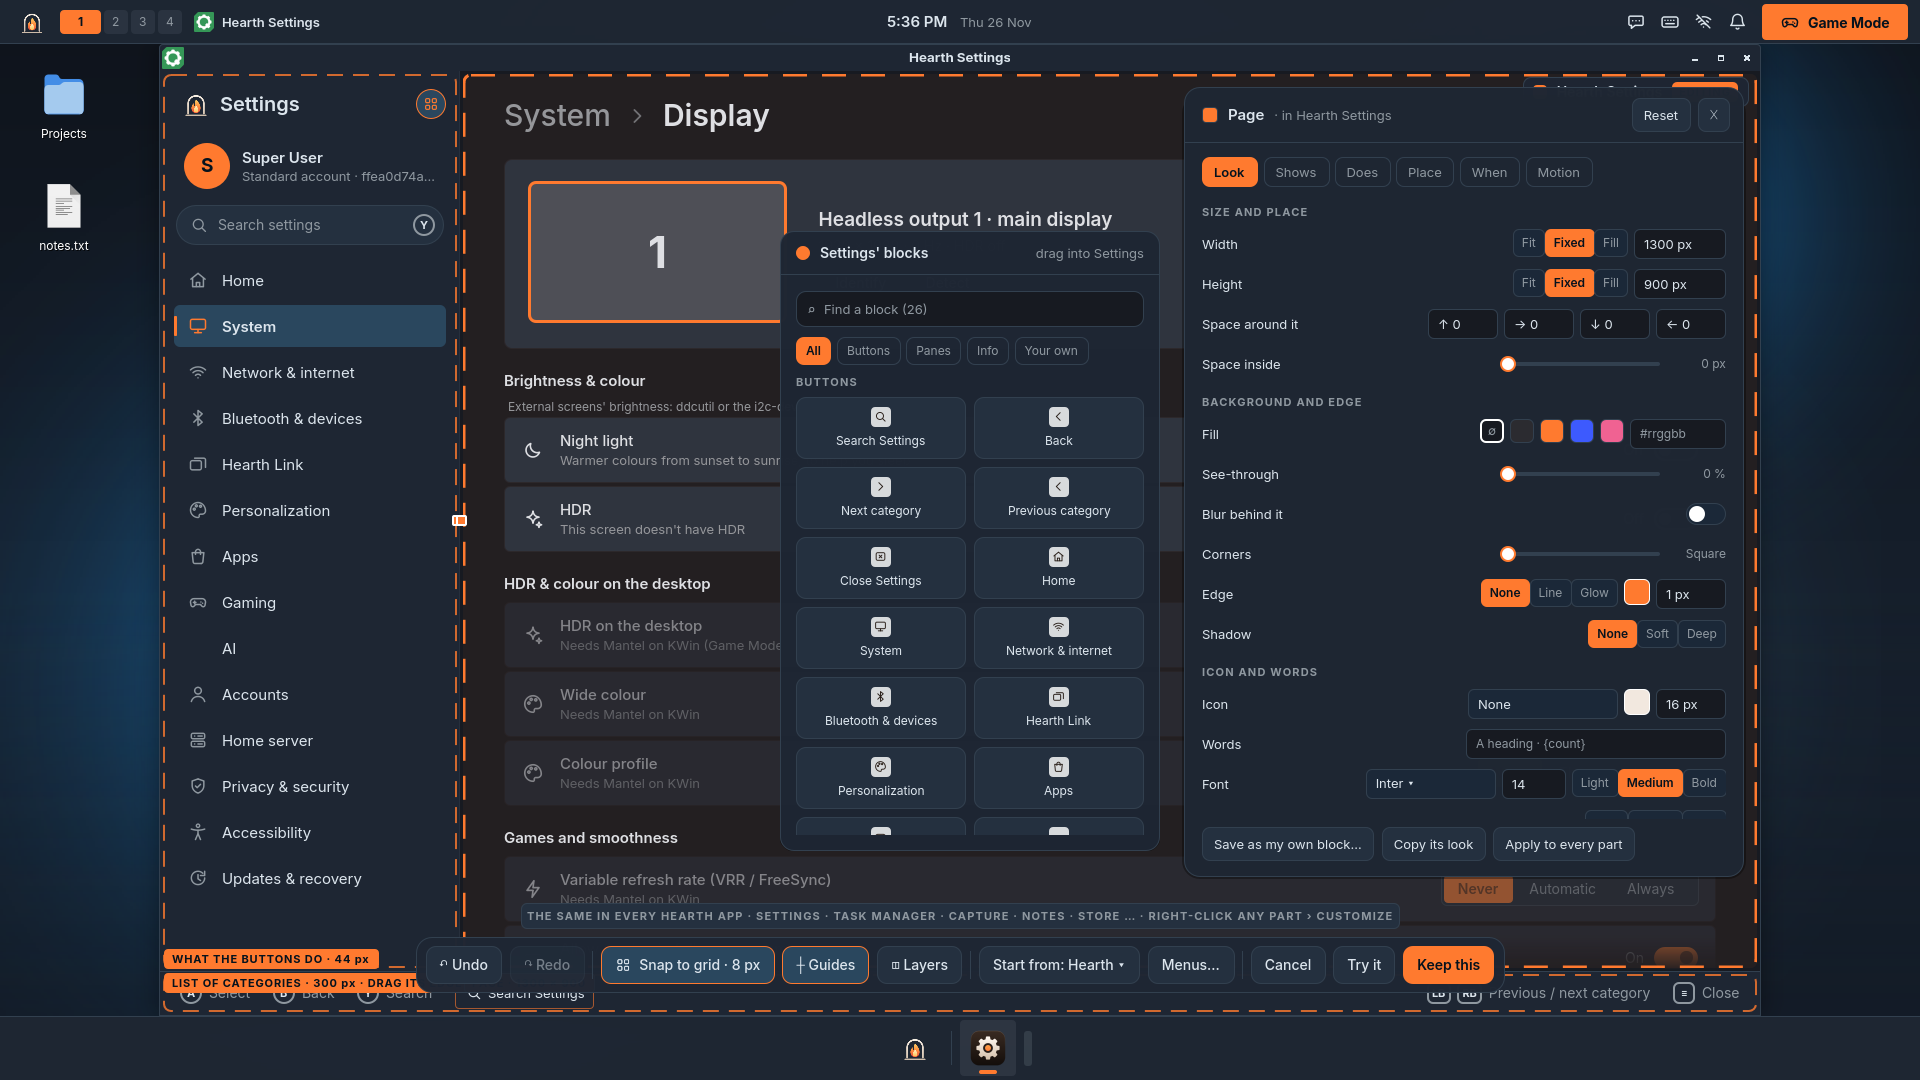 1 2 3 4 Hearth Settings
5:36 PM Thu 26 Nov
Game Mode
Hearth Settings
Projects
notes.txt
Settings
Super User
Standard account · ffea0d74a...
Search settings Y
Home
System
Network & internet
Bluetooth & devices
Hearth Link
Personalization
Apps
Gaming
AI
Accounts
Home server
Privacy & security
Accessibility
Updates & recovery
WHAT THE BUTTONS DO · 44 px
LIST OF CATEGORIES · 300 px · DRAG IT
System > Display
1
Headless output 1 · main display
Brightness & colour
External screens' brightness: ddcutil or the i2c-
Night light
Warmer colours from sunset to sunr
HDR
This screen doesn't have HDR
HDR & colour on the desktop
HDR on the desktop
Needs Mantel on KWin (Game Mode
Wide colour
Needs Mantel on KWin
Colour profile
Needs Mantel on KWin
Games and smoothness
Variable refresh rate (VRR / FreeSync)
Needs Mantel on KWin
Never Automatic Always
On
Settings' blocks drag into Settings
Find a block (26)
All Buttons Panes Info Your own
BUTTONS
Search Settings Back
Next category Previous category
Close Settings Home
System Network & internet
Bluetooth & devices Hearth Link
Personalization Apps
Page · in Hearth Settings Reset X
Look Shows Does Place When Motion
SIZE AND PLACE
Width Fit Fixed Fill 1300 px
Height Fit Fixed Fill 900 px
Space around it ↑ 0 → 0 ↓ 0 ← 0
Space inside 0 px
BACKGROUND AND EDGE
Fill ∅ #rrggbb
See-through 0 %
Blur behind it
Corners Square
Edge None Line Glow 1 px
Shadow None Soft Deep
ICON AND WORDS
Icon None 16 px
Words A heading · {count}
Font Inter 14 Light Medium Bold
Save as my own block... Copy its look Apply to every part
THE SAME IN EVERY HEARTH APP · SETTINGS · TASK MANAGER · CAPTURE · NOTES · STORE ... · RIGHT-CLICK ANY PART › CUSTOMIZE
Undo Redo Snap to grid · 8 px Guides Layers Start from: Hearth Menus... Cancel Try it Keep this
A Select B Back Y Search Search Settings LB RB Previous / next category Close